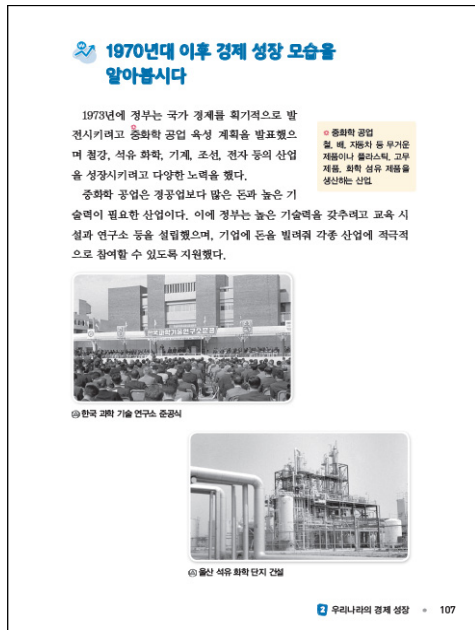 1970년대 이후 경제 성장 모습을
알아봅시다
1973년에 정부는 국가 경제를 획기적으로 발
전시키려고 중화학 공업 육성 계획을 발표했으
며 철강, 석유 화학, 기계, 조선, 전자 등의 산업
을 성장시키려고 다양한 노력을 했다.
중화학 공업
철, 배, 자동차 등 무거운
제품이나 플라스틱, 고무
제품, 화학 섬유 제품을
생산하는 산업
중화학 공업은 경공업보다 많은 돈과 높은 기
술력이 필요한 산업이다. 이에 정부는 높은 기술력을 갖추려고 교육 시
설과 연구소 등을 설립했으며, 기업에 돈을 빌려줘 각종 산업에 적극적
으로 참여할 수 있도록 지원했다.
한국과학기술연구소준공식
한국 과학 기술 연구소 준공식
울산 석유 화학 단지 건설
2 우리나라의 경제 성장 • 107